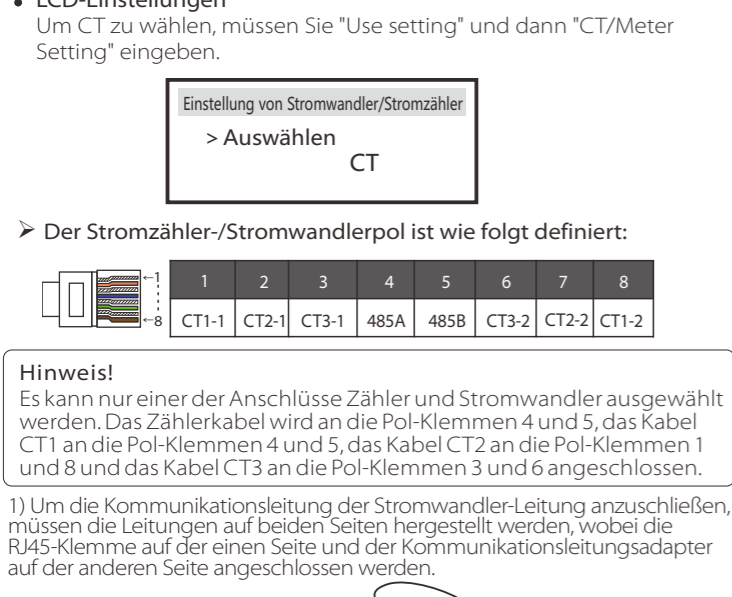 • LCD-Einstellungen
Um CT zu wählen, müssen Sie "Use setting" und dann "CT/Meter
Setting" eingeben.
Einstellung von Stromwandler/Stromzähler
> Auswählen
CT
➢ Der Stromzähler-/Stromwandlerpol ist wie folgt definiert:
1 2 3 4 5 6 7 8
1
8
CT1-1 CT2-1 CT3-1 485A 485B CT3-2 CT2-2 CT1-2
Hinweis!
Es kann nur einer der Anschlüsse Zähler und Stromwandler ausgewählt
werden. Das Zählerkabel wird an die Pol-Klemmen 4 und 5, das Kabel
CT1 an die Pol-Klemmen 4 und 5, das Kabel CT2 an die Pol-Klemmen 1
und 8 und das Kabel CT3 an die Pol-Klemmen 3 und 6 angeschlossen.
1) Um die Kommunikationsleitung der Stromwandler-Leitung anzuschließen,
müssen die Leitungen auf beiden Seiten hergestellt werden, wobei die
RJ45-Klemme auf der einen Seite und der Kommunikationsleitungsadapter
auf der anderen Seite angeschlossen werden.